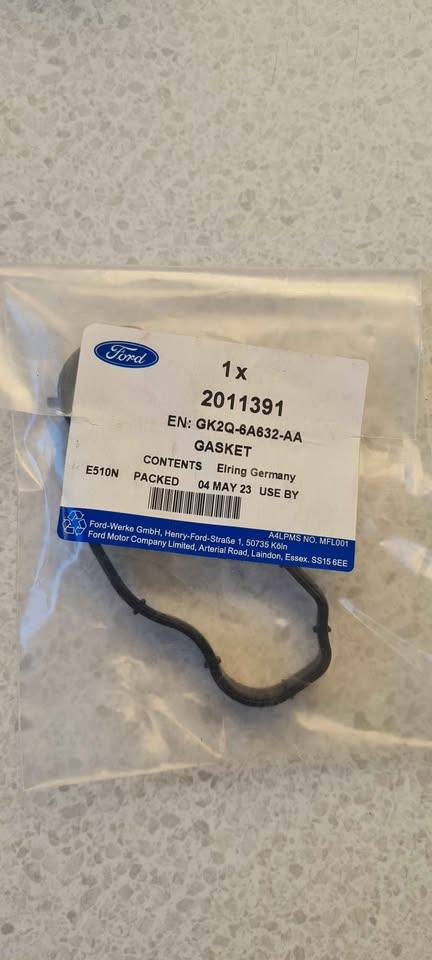 Ford
1 x
2011391
EN: GK2Q-6A632-AA
GASKET
CONTENTS Elring Germany
E510N PACKED 04 MAY 23 USE BY
A4LPMS NO. MFL001
Ford-Werke GmbH, Henry-Ford-Straße 1, 50735 Köln
Ford Motor Company Limited, Arterial Road, Laindon, Essex. SS15 6EE